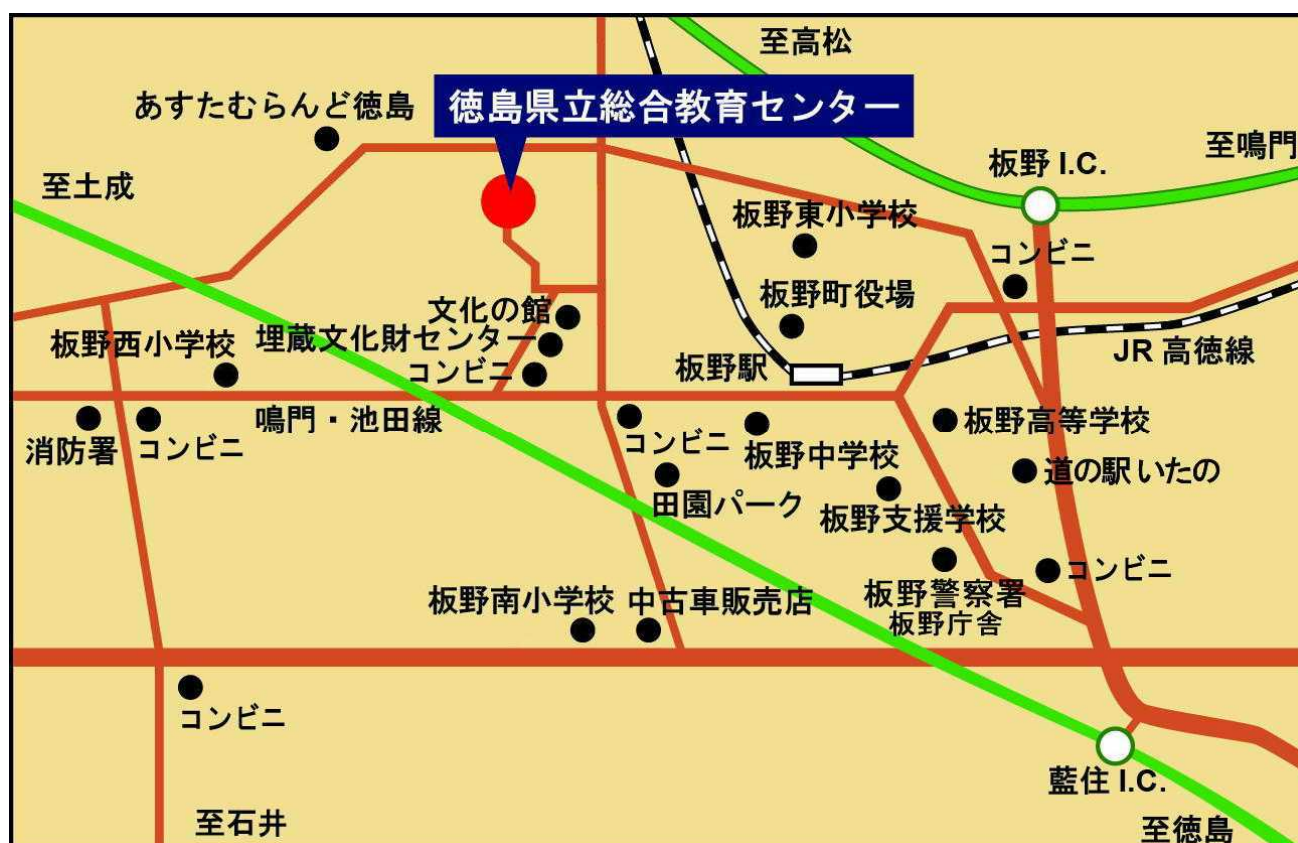 至高松
あすたむらんど徳島
徳島県立総合教育センター
至鳴門
板野 I.C.
至土成
板野東小学校
コンビニ
板野町役場
文化の館
埋蔵文化財センター
板野西小学校
コンビニ
板野駅
JR 高徳線
鳴門・池田線
消防署
コンビニ
コンビニ
板野中学校
板野高等学校
道の駅 いたの
田園パーク
板野支援学校
コンビニ
板野警察署
板野庁舎
板野南小学校
中古車販売店
コンビニ
藍住 I.C.
至石井
至徳島